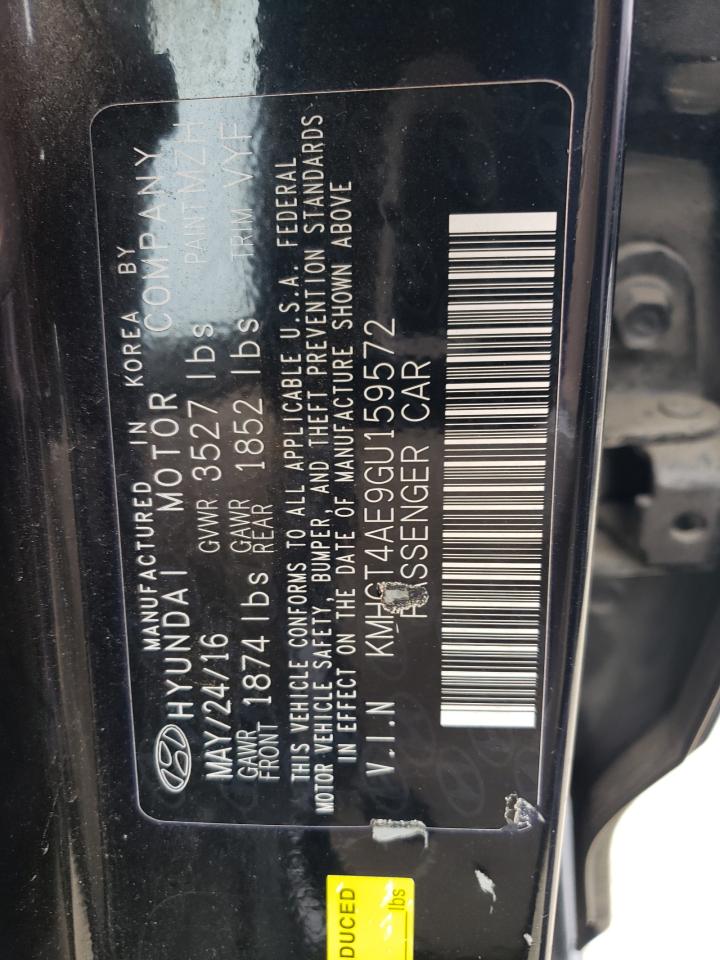 MANUFACTURED IN KOREA BY
HYUNDAI MOTOR COMPANY
MAY/24/16 GVWR 3527 lbs PAINT MZH
GAWR FRONT 1874 lbs GAWR REAR 1852 lbs TRIM VYF
THIS VEHICLE CONFORMS TO ALL APPLICABLE U.S.A. FEDERAL
MOTOR VEHICLE SAFETY, BUMPER, AND THEFT PREVENTION STANDARDS
IN EFFECT ON THE DATE OF MANUFACTURE SHOWN ABOVE
V.I.N KMHCT4AE9GU159572
PASSENGER CAR
DUCED
lbs